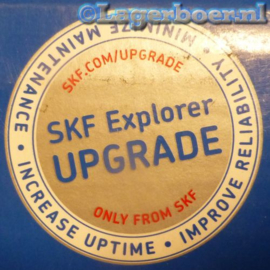 ©Lagerboer.nl
MINIMIZE MAINTENANCE • INCREASE UPTIME • IMPROVE RELIABILITY
SKF.COM/UPGRADE
SKF Explorer
UPGRADE
ONLY FROM SKF